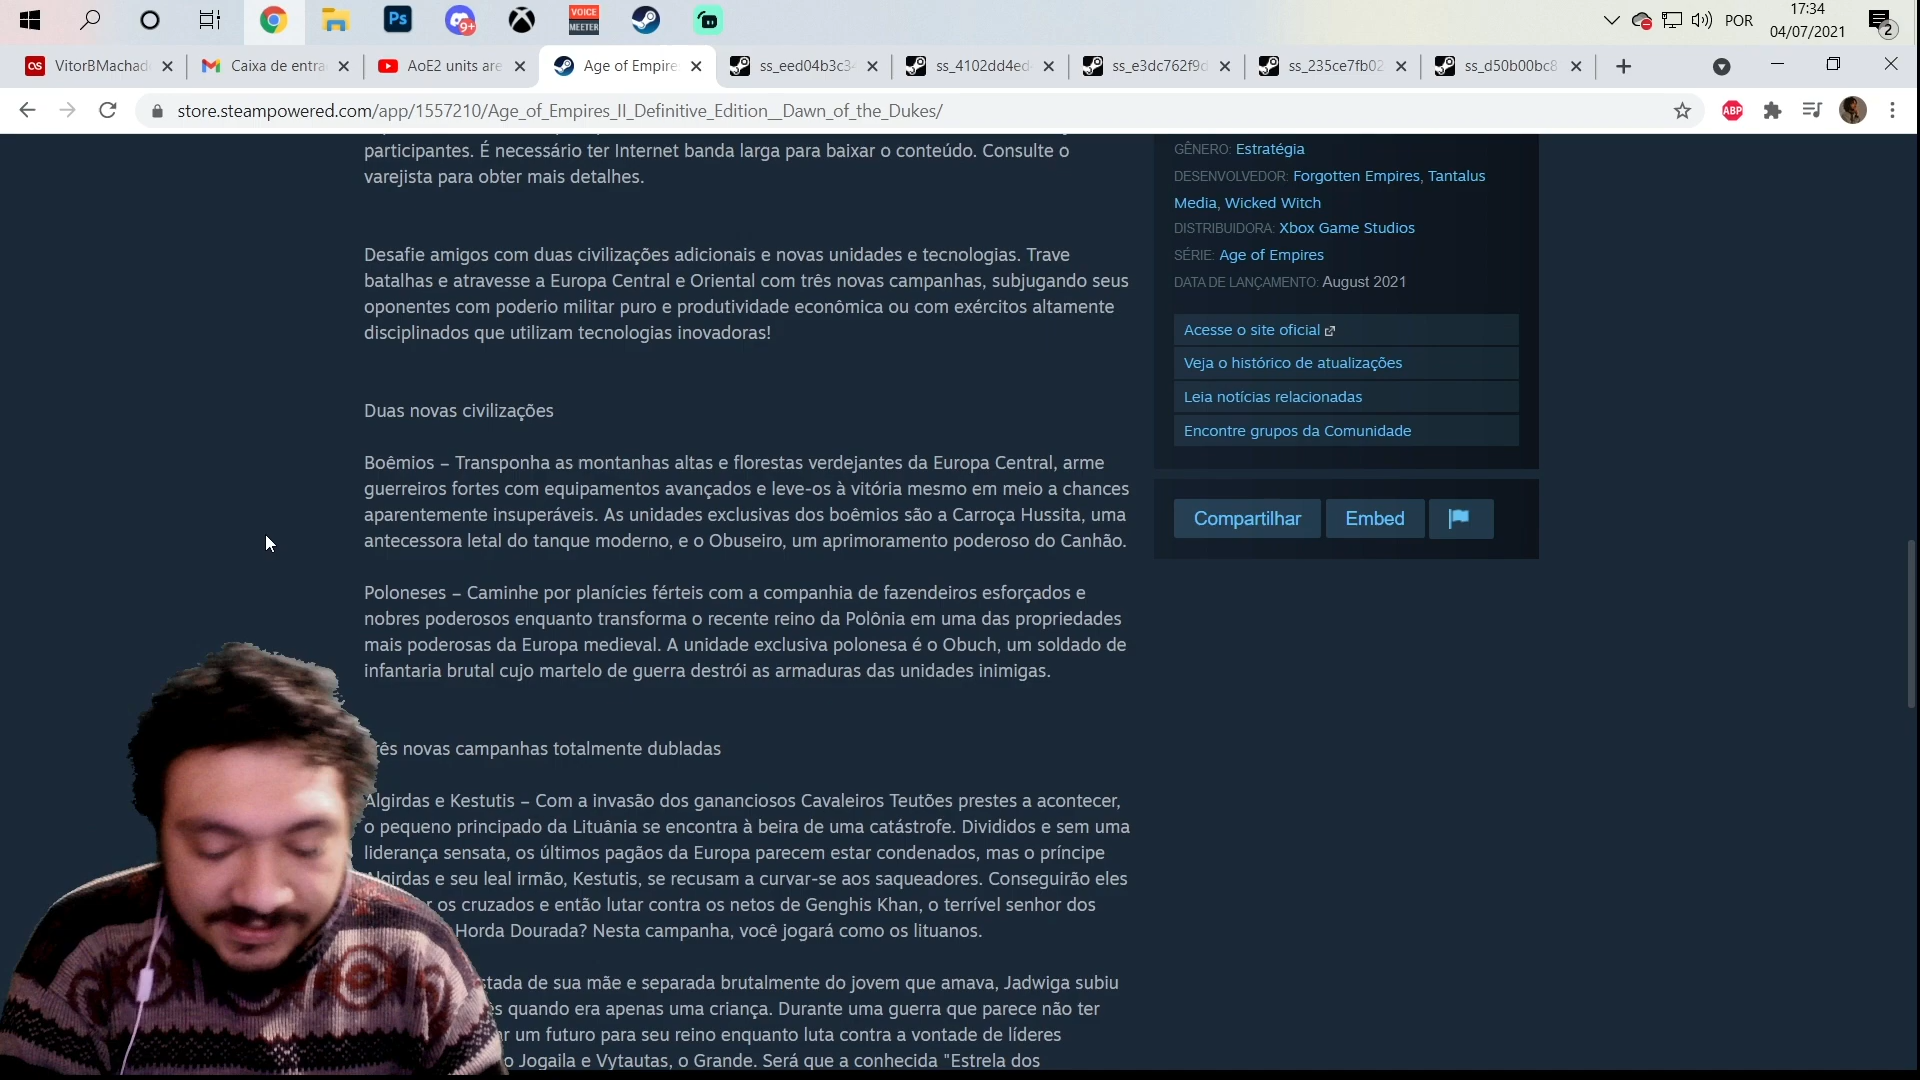 17:34
POR
04/07/2021
2
VitorBMachad
Caixa de entra
AoE2 units are
Age of Empire
ss_eed04b3c34
ss_4102dd4ed
ss_e3dc762f9d
ss_235ce7fb02
ss_d50b00bc8
store.steampowered.com/app/1557210/Age_of_Empires_II_Definitive_Edition__Dawn_of_the_Dukes/
ABP
participantes. É necessário ter Internet banda larga para baixar o conteúdo. Consulte o
varejista para obter mais detalhes.
Desafie amigos com duas civilizações adicionais e novas unidades e tecnologias. Trave
batalhas e atravesse a Europa Central e Oriental com três novas campanhas, subjugando seus
oponentes com poderio militar puro e produtividade econômica ou com exércitos altamente
disciplinados que utilizam tecnologias inovadoras!
Duas novas civilizações
Boêmios – Transponha as montanhas altas e florestas verdejantes da Europa Central, arme
guerreiros fortes com equipamentos avançados e leve-os à vitória mesmo em meio a chances
aparentemente insuperáveis. As unidades exclusivas dos boêmios são a Carroça Hussita, uma
antecessora letal do tanque moderno, e o Obuseiro, um aprimoramento poderoso do Canhão.
Poloneses – Caminhe por planícies férteis com a companhia de fazendeiros esforçados e
nobres poderosos enquanto transforma o recente reino da Polônia em uma das propriedades
mais poderosas da Europa medieval. A unidade exclusiva polonesa é o Obuch, um soldado de
infantaria brutal cujo martelo de guerra destrói as armaduras das unidades inimigas.
rês novas campanhas totalmente dubladas
Algirdas e Kestutis – Com a invasão dos gananciosos Cavaleiros Teutões prestes a acontecer,
o pequeno principado da Lituânia se encontra à beira de uma catástrofe. Divididos e sem uma
liderança sensata, os últimos pagãos da Europa parecem estar condenados, mas o príncipe
Algirdas e seu leal irmão, Kestutis, se recusam a curvar-se aos saqueadores. Conseguirão eles
r os cruzados e então lutar contra os netos de Genghis Khan, o terrível senhor dos
Horda Dourada? Nesta campanha, você jogará como os lituanos.
stada de sua mãe e separada brutalmente do jovem que amava, Jadwiga subiu
s quando era apenas uma criança. Durante uma guerra que parece não ter
r um futuro para seu reino enquanto luta contra a vontade de líderes
o Jogaila e Vytautas, o Grande. Será que a conhecida "Estrela dos
GÊNERO: Estratégia
DESENVOLVEDOR: Forgotten Empires, Tantalus
Media, Wicked Witch
DISTRIBUIDORA: Xbox Game Studios
SÉRIE: Age of Empires
DATA DE LANÇAMENTO: August 2021
Acesse o site oficial
Veja o histórico de atualizações
Leia notícias relacionadas
Encontre grupos da Comunidade
Compartilhar
Embed
Ps
9+
VOICE
MEETER